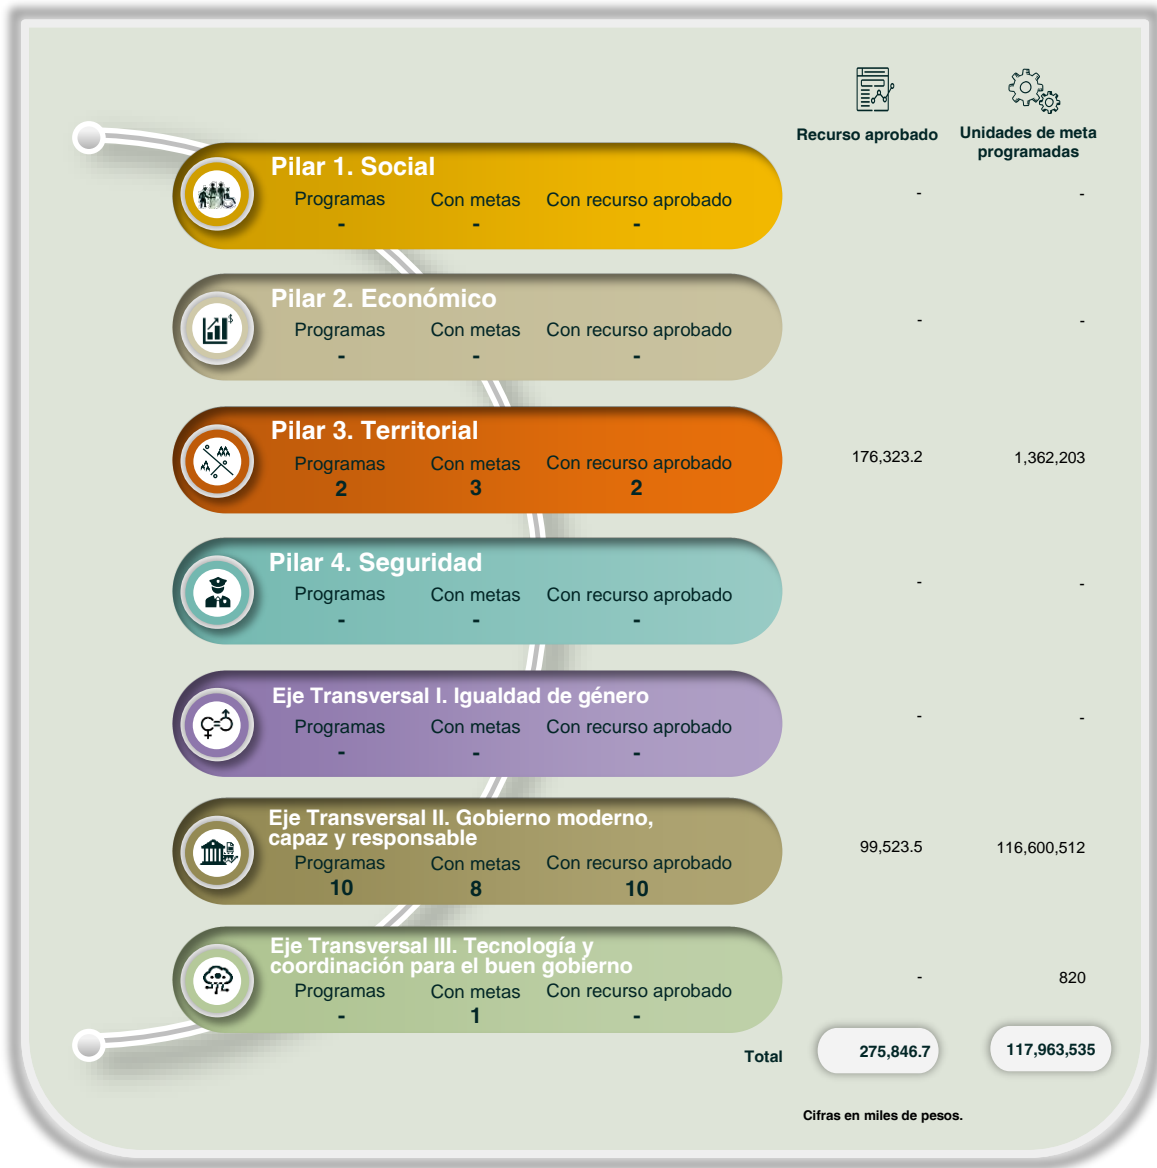 Recurso aprobado
Unidades de meta
programadas
Pilar 1. Social
Programas Con metas Con recurso aprobado
- - -
- -
Pilar 2. Económico
Programas Con metas Con recurso aprobado
- - -
- -
Pilar 3. Territorial
Programas Con metas Con recurso aprobado
2 3 2
176,323.2 1,362,203
Pilar 4. Seguridad
Programas Con metas Con recurso aprobado
- - -
- -
Eje Transversal I. Igualdad de género
Programas Con metas Con recurso aprobado
- - -
- -
Eje Transversal II. Gobierno moderno,
capaz y responsable
Programas Con metas Con recurso aprobado
10 8 10
99,523.5 116,600,512
Eje Transversal III. Tecnología y
coordinación para el buen gobierno
Programas Con metas Con recurso aprobado
- 1 -
- 820
Total 275,846.7 117,963,535
Cifras en miles de pesos.